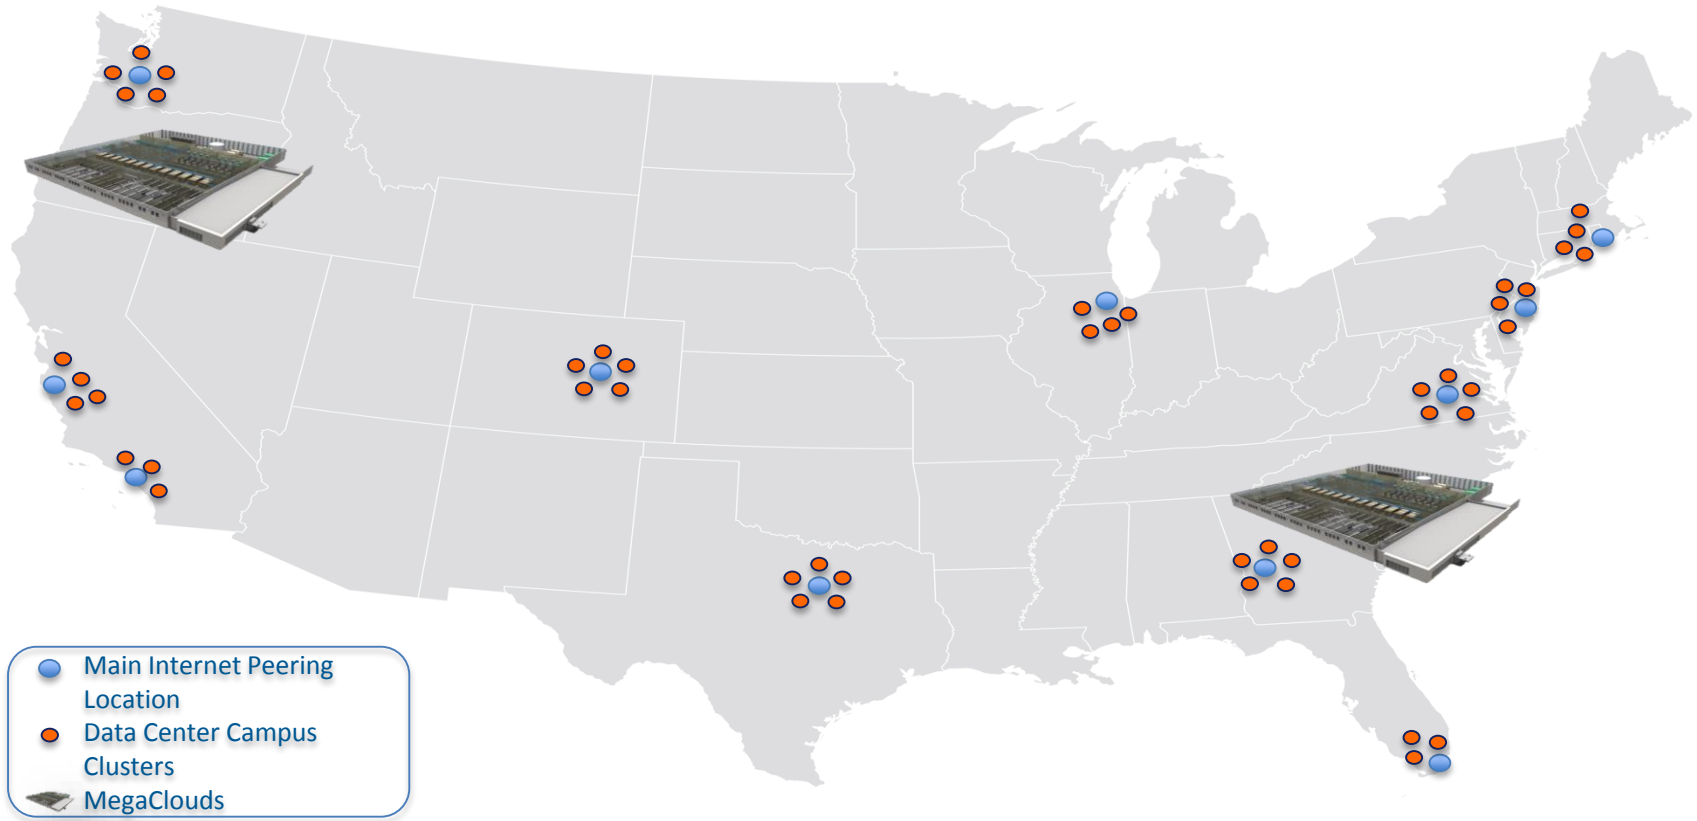 Main Internet Peering
Location
Data Center Campus
Clusters
MegaClouds